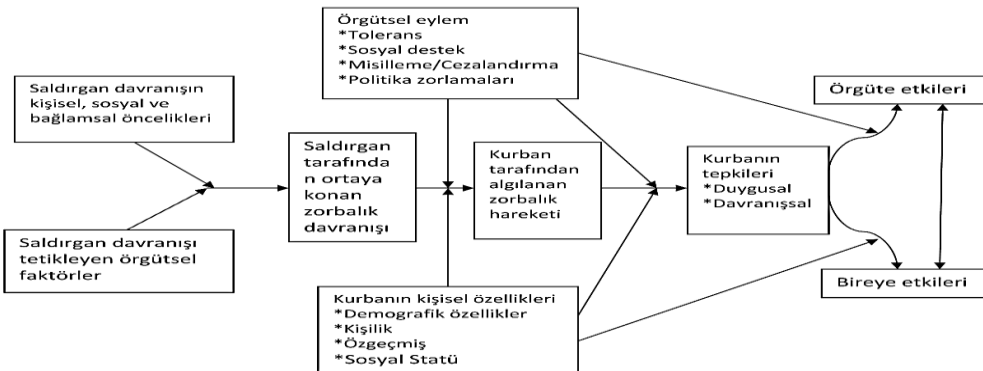 Örgütsel eylem
*Tolerans
*Sosyal destek
*Misilleme/Cezalandırma
*Politika zorlamaları
Saldırgan davranışın
kişisel, sosyal ve
bağlamsal öncelikleri
Saldırgan davranışı
tetikleyen örgütsel
faktörler
Saldırgan
tarafında
n ortaya
konan
zorbalık
davranışı
Kurban
tarafından
algılanan
zorbalık
hareketi
Kurbanın
tepkileri
*Duygusal
*Davranışsal
Örgüte etkileri
Bireye etkileri
Kurbanın kişisel özellikleri
*Demografik özellikler
*Kişilik
*Özgeçmiş
*Sosyal Statü